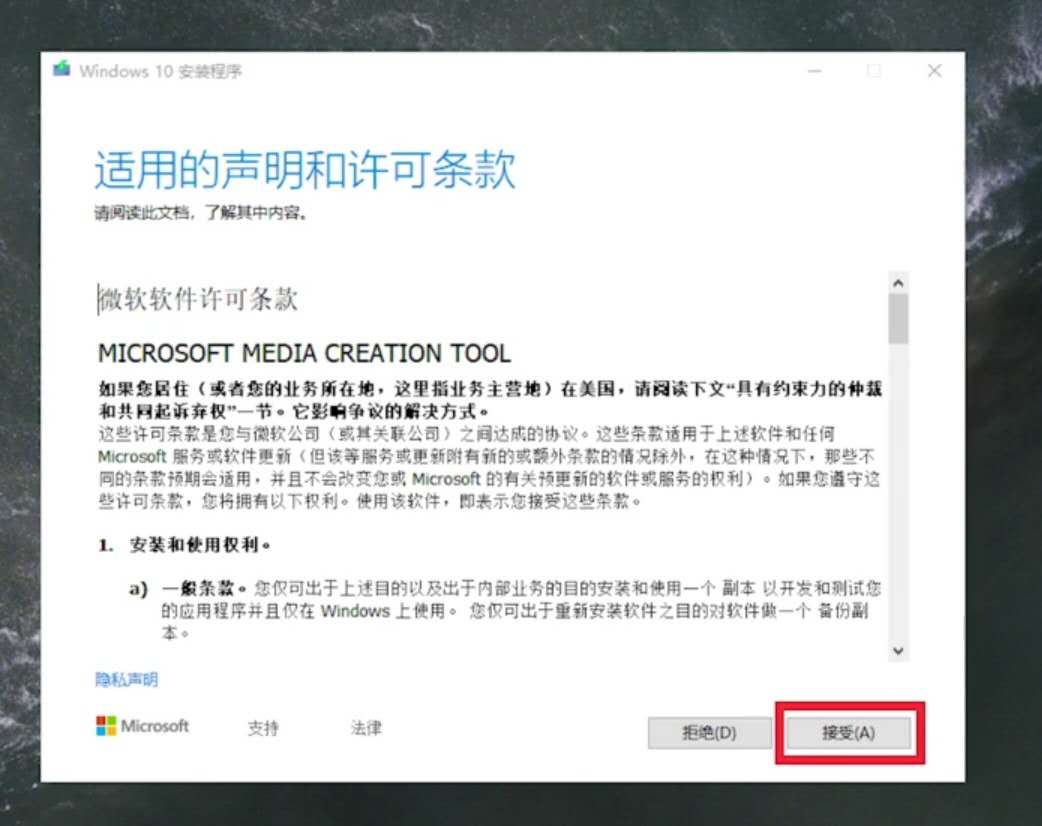 Windows 10 安装程序
适用的声明和许可条款
请阅读此文档，了解其中内容。
微软软件许可条款
MICROSOFT MEDIA CREATION TOOL
如果您居住（或者您的业务所在地，这里指业务主营地）在美国，请阅读下文“具有约束力的仲裁
和共同起诉弃权”一节。它影响争议的解决方式。
这些许可条款是您与微软公司（或其关联公司）之间达成的协议。这些条款适用于上述软件和任何
Microsoft 服务或软件更新（但该等服务或更新附有新的或额外条款的情况除外，在这种情况下，那些不
同的条款预期会适用，并且不会改变您或 Microsoft 的有关预更新的软件或服务的权利）。如果您遵守这
些许可条款，您将拥有以下权利。使用该软件，即表示您接受这些条款。
1. 安装和使用权利。
a) 一般条款。您仅可出于上述目的以及出于内部业务的目的安装和使用一个 副本 以开发和测试您
的应用程序并且仅在 Windows 上使用。 您仅可出于重新安装软件之目的对软件做一个 备份副
本。
隐私声明
Microsoft 支持 法律 拒绝(D) 接受(A)